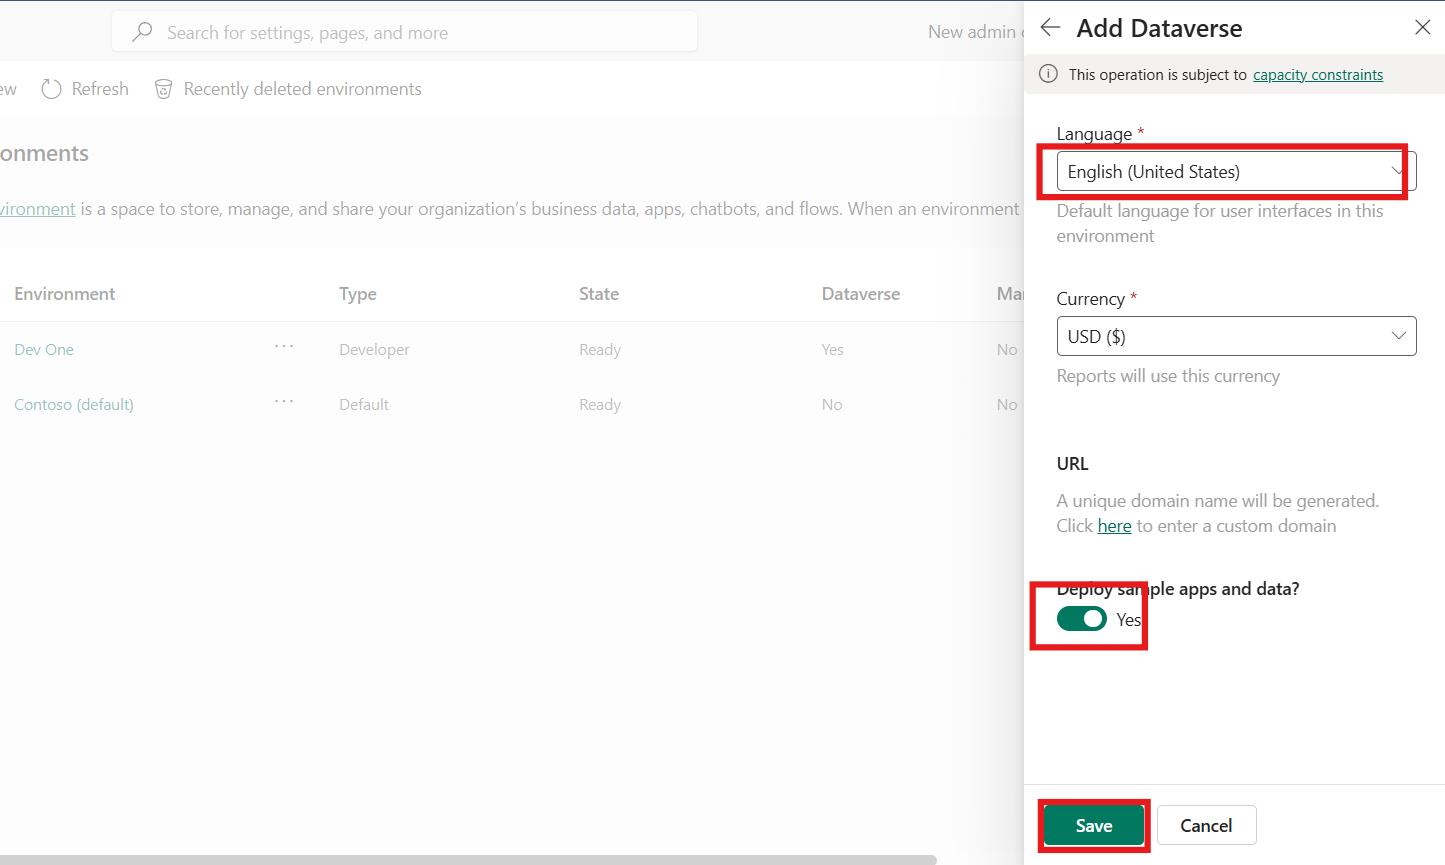 Search for settings, pages, and more
New admin
ew
Refresh
Recently deleted environments
onments
vironment is a space to store, manage, and share your organization's business data, apps, chatbots, and flows. When an environment
Environment Type State Dataverse Ma
Dev One ... Developer Ready Yes No
Contoso (default) ... Default Ready No No
Add Dataverse
This operation is subject to capacity constraints
Language *
English (United States)
Default language for user interfaces in this
environment
Currency *
USD ($)
Reports will use this currency
URL
A unique domain name will be generated.
Click here to enter a custom domain
Deploy sample apps and data?
Yes
Save Cancel